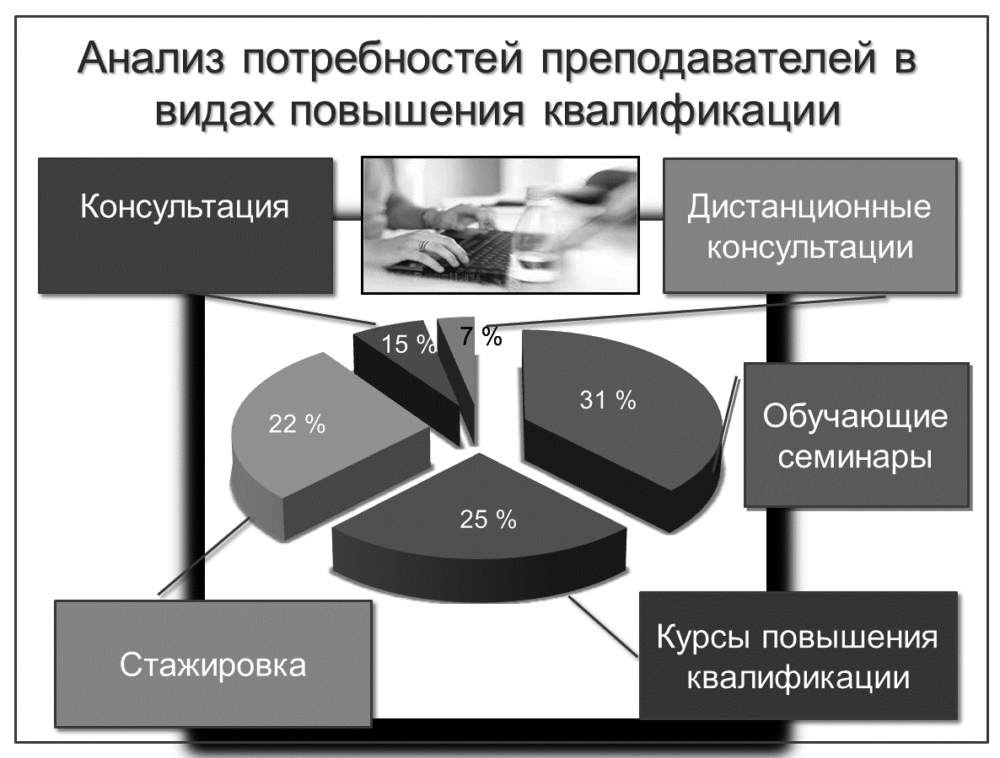 Анализ потребностей преподавателей в
видах повышения квалификации
Консультация
Дистанционные
консультации
15 %
7 %
31 %
22 %
25 %
Обучающие
семинары
Стажировка
Курсы повышения
квалификации